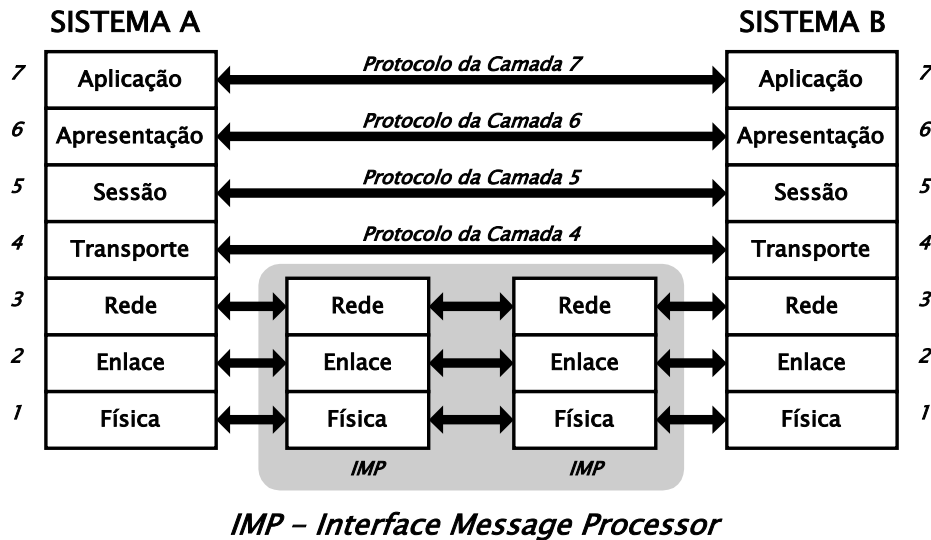 SISTEMA A SISTEMA B
7 Aplicação Protocolo da Camada 7 Aplicação 7
6 Apresentação Protocolo da Camada 6 Apresentação 6
5 Sessão Protocolo da Camada 5 Sessão 5
4 Transporte Protocolo da Camada 4 Transporte 4
3 Rede Rede Rede Rede 3
2 Enlace Enlace Enlace Enlace 2
1 Física Física Física Física 1
IMP IMP
IMP – Interface Message Processor